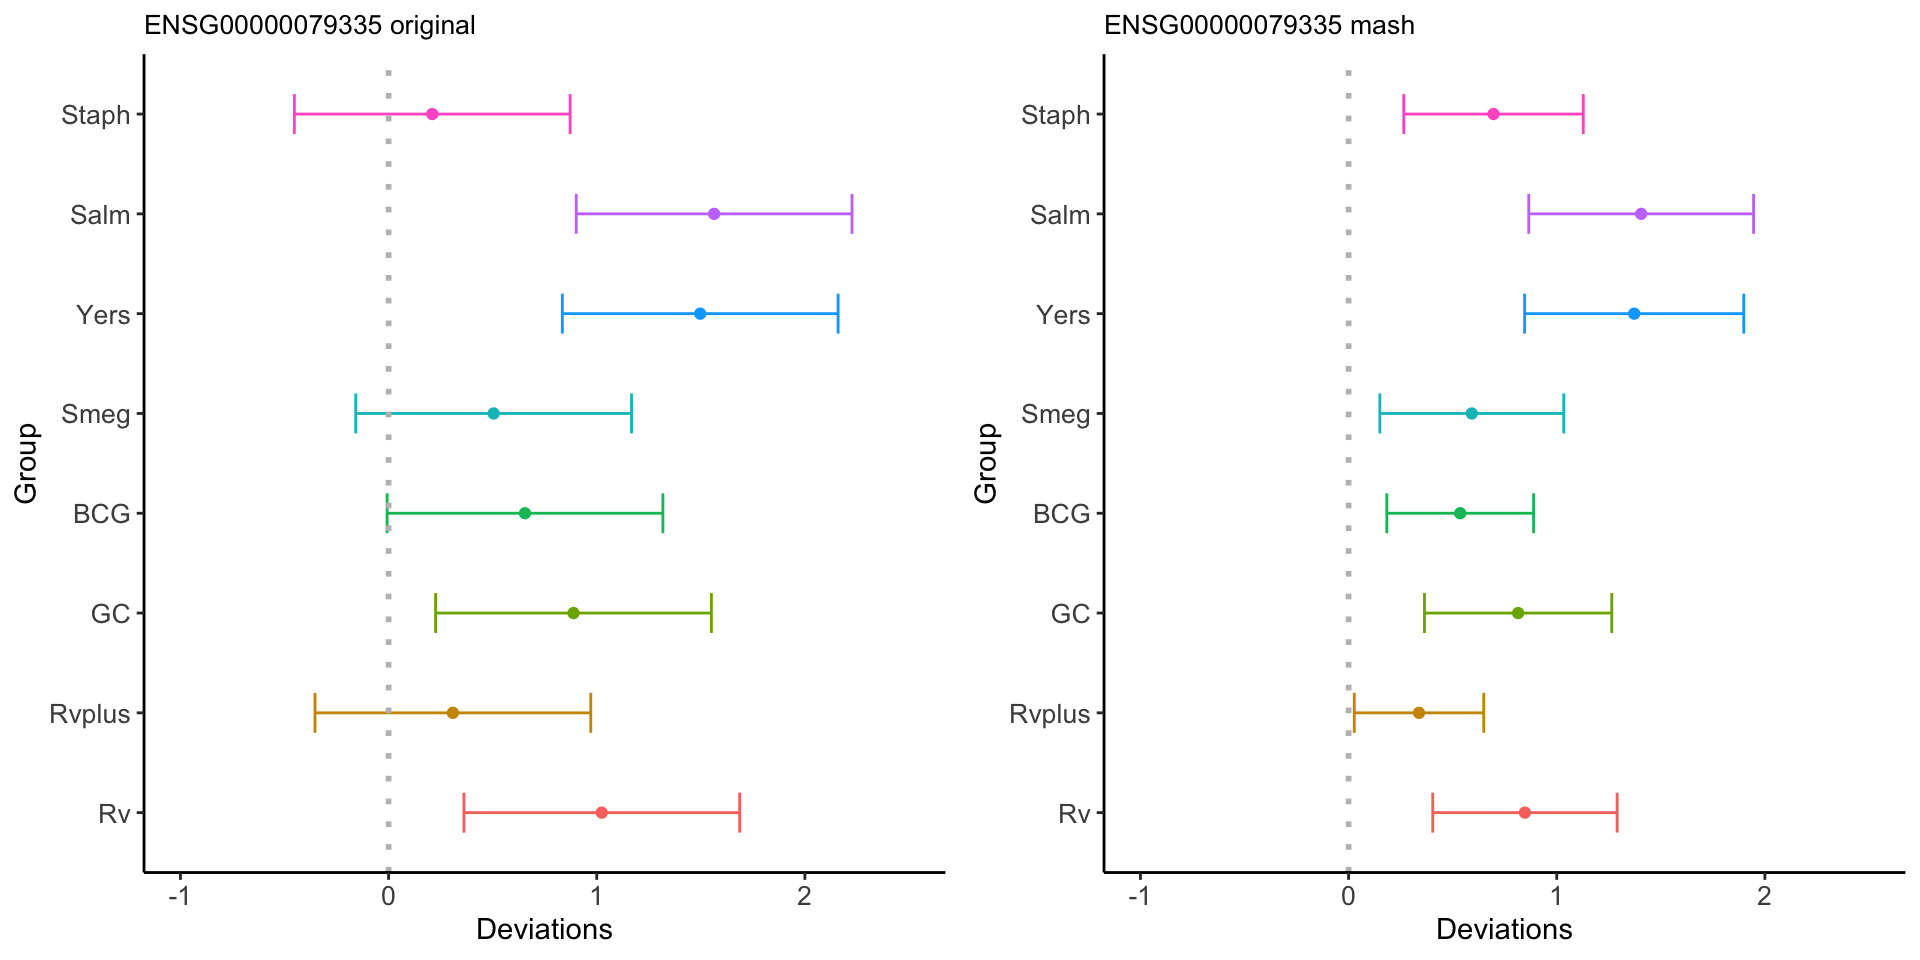 ENSG00000079335 original
Staph
Salm
Yers
Smeg
BCG
GC
Rvplus
Rv
Group
-1 0 1 2
Deviations
ENSG00000079335 mash
Staph
Salm
Yers
Smeg
BCG
GC
Rvplus
Rv
Group
-1 0 1 2
Deviations